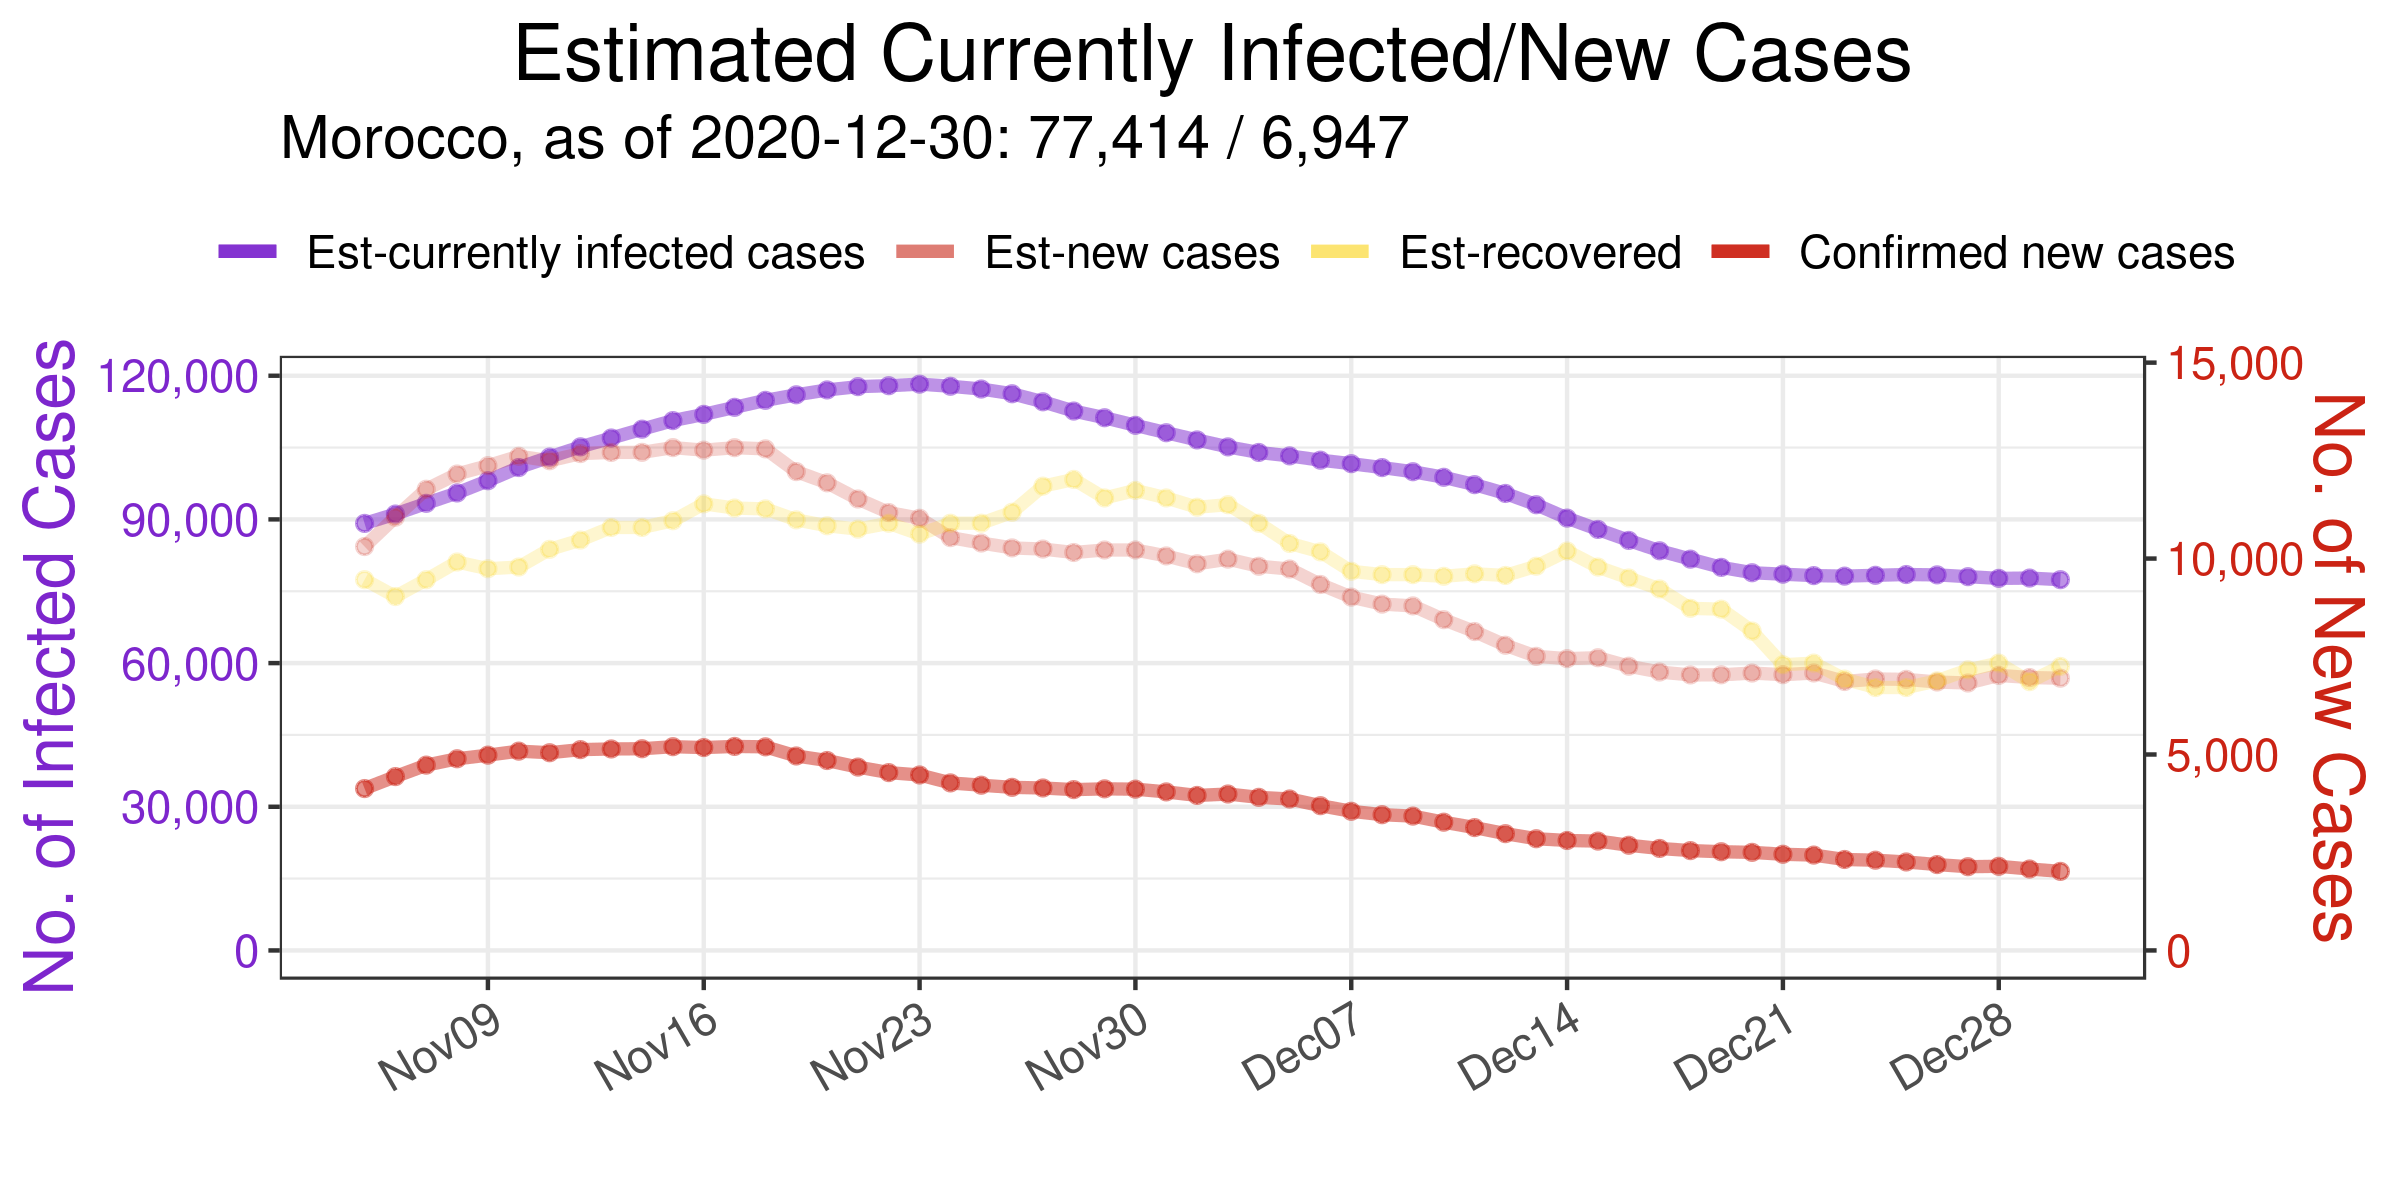 Estimated Currently Infected/New Cases
Morocco, as of 2020-12-30: 77,414 / 6,947
Est-currently infected cases Est-new cases Est-recovered Confirmed new cases
No. of Infected Cases
120,000
90,000
60,000
30,000
0
15,000
10,000
5,000
0
No. of New Cases
Nov09 Nov16 Nov23 Nov30 Dec07 Dec14 Dec21 Dec28